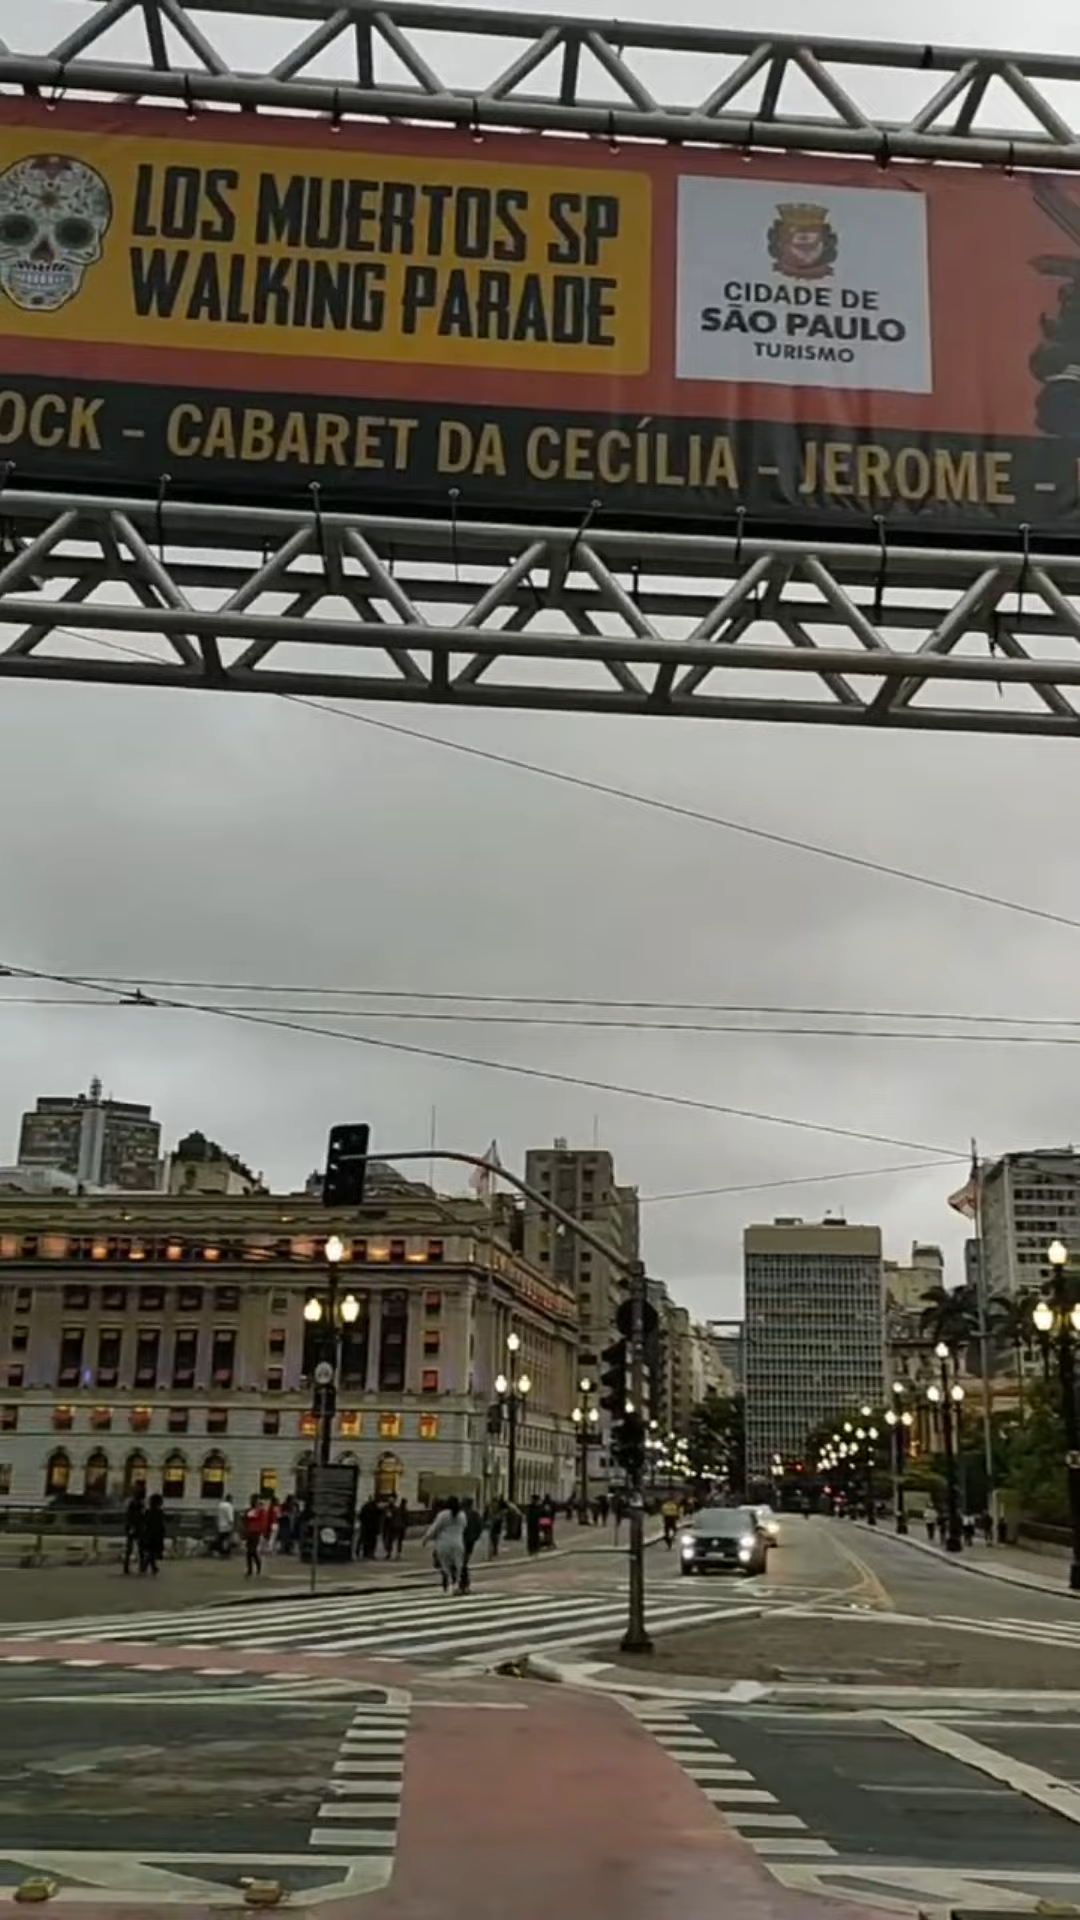 LOS MUERTOS SP
WALKING PARADE
CIDADE DE
SÃO PAULO
TURISMO
OCK - CABARET DA CECÍLIA - JEROME -